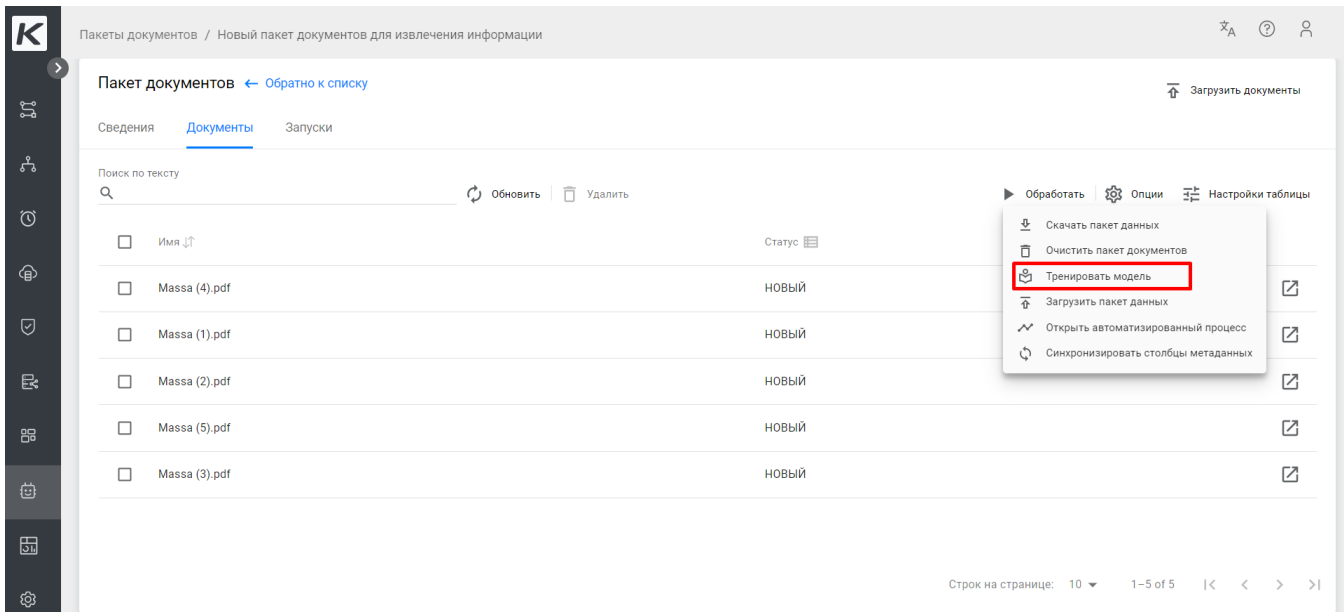 K
Пакеты документов / Новый пакет документов для извлечения информации
Пакет документов ← Обратно к списку
Загрузить документы
Сведения Документы Запуски
Поиск по тексту
Обновить Удалить Обработать Опции Настройки таблицы
Имя Статус
Скачать пакет данных
Очистить пакет документов
Тренировать модель
Загрузить пакет данных
Открыть автоматизированный процесс
Синхронизировать столбцы метаданных
Massa (4).pdf НОВЫЙ
Massa (1).pdf НОВЫЙ
Massa (2).pdf НОВЫЙ
Massa (5).pdf НОВЫЙ
Massa (3).pdf НОВЫЙ
Строк на странице: 10 1–5 of 5